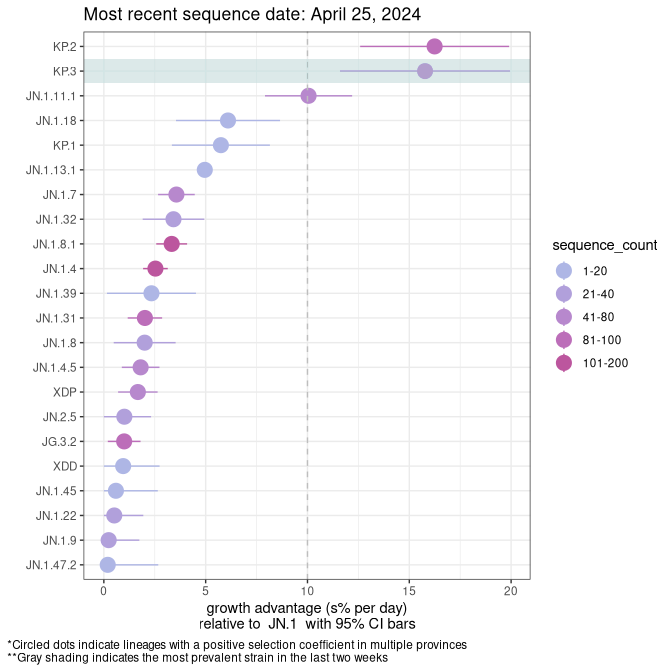 Most recent sequence date: April 25, 2024
KP.2
KP.3
JN.1.11.1
JN.1.18
KP.1
JN.1.13.1
JN.1.7
JN.1.32
JN.1.8.1
JN.1.4
JN.1.39
JN.1.31
JN.1.8
JN.1.4.5
XDP
JN.2.5
JG.3.2
XDD
JN.1.45
JN.1.22
JN.1.9
JN.1.47.2
0 5 10 15 20
growth advantage (s% per day)
relative to JN.1 with 95% CI bars
sequence_count
1-20
21-40
41-80
81-100
101-200
*Circled dots indicate lineages with a positive selection coefficient in multiple provinces
**Gray shading indicates the most prevalent strain in the last two weeks